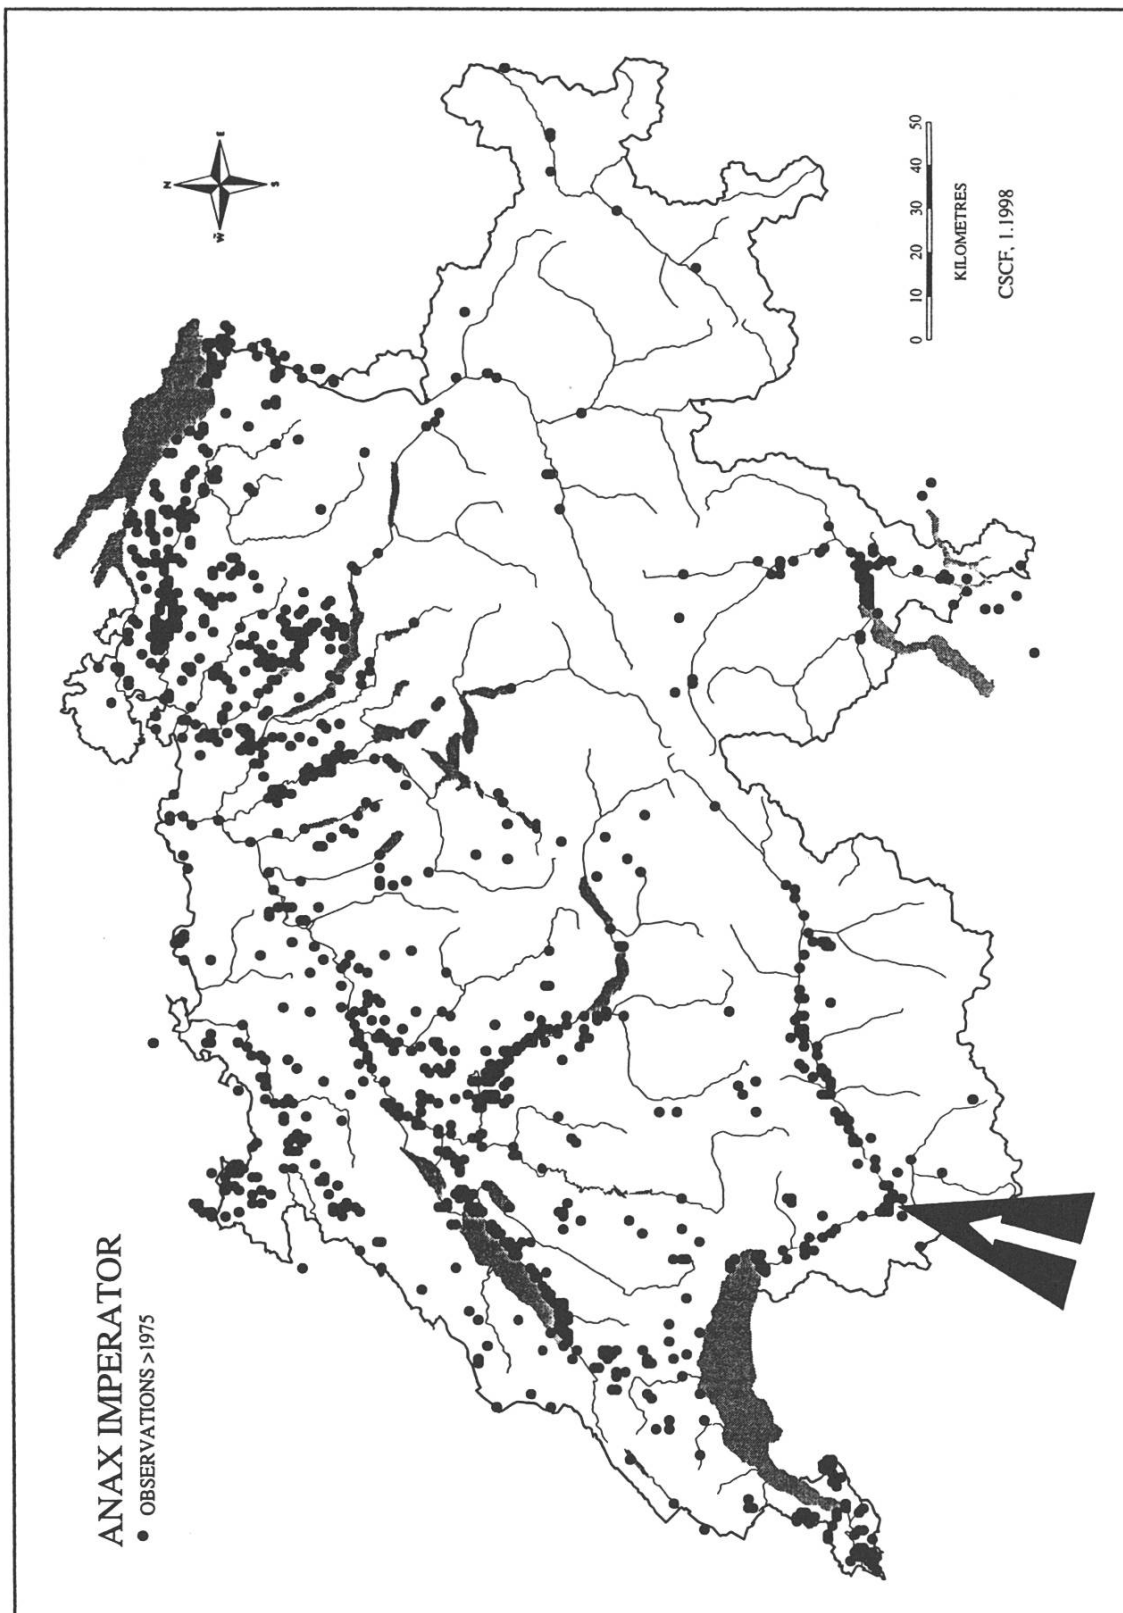 ANAX IMPERATOR
● OBSERVATIONS >1975
N
W
E
S
0 10 20 30 40 50
KILOMETRES
CSCF, 1.1998